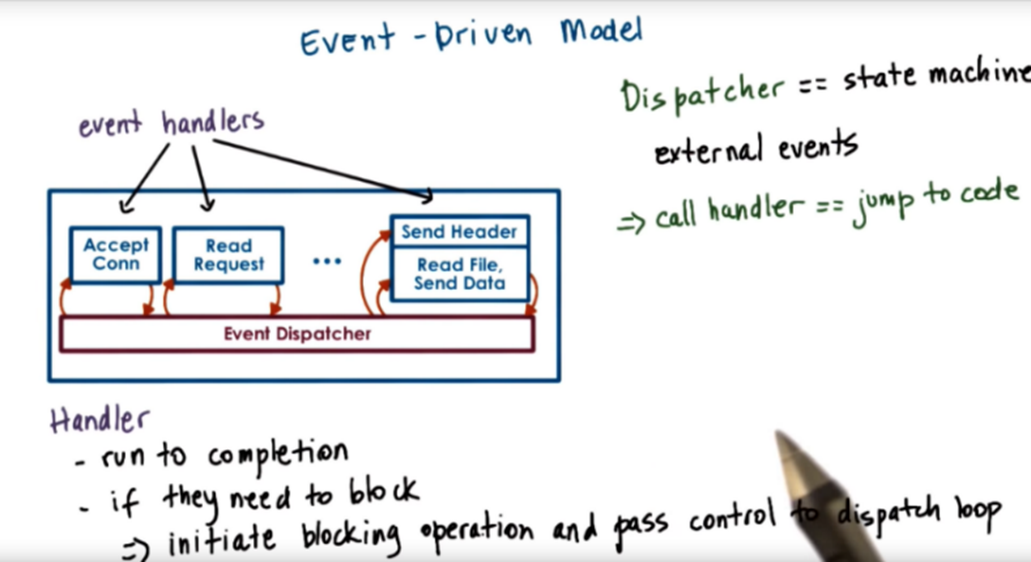 Event - Driven Model
Dispatcher == state machine
external events
=> call handler == jump to code
event handlers
Accept
Conn
Read
Request
...
Send Header
Read File,
Send Data
Event Dispatcher
Handler
- run to completion
- if they need to block
=> initiate blocking operation and pass control to dispatch loop